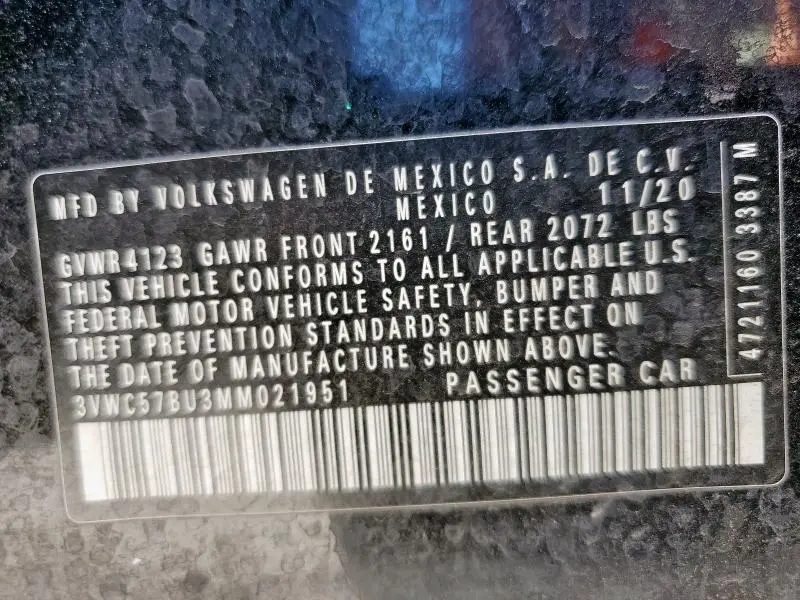 MFD BY VOLKSWAGEN DE MEXICO S.A. DE C.V.
MEXICO 11/20
GVWR 4123 GAWR FRONT 2161 / REAR 2072 LBS
THIS VEHICLE CONFORMS TO ALL APPLICABLE U.S.
FEDERAL MOTOR VEHICLE SAFETY, BUMPER AND
THEFT PREVENTION STANDARDS IN EFFECT ON
THE DATE OF MANUFACTURE SHOWN ABOVE.
3VWC57BU3MM021951 PASSENGER CAR
4721160 3387 M